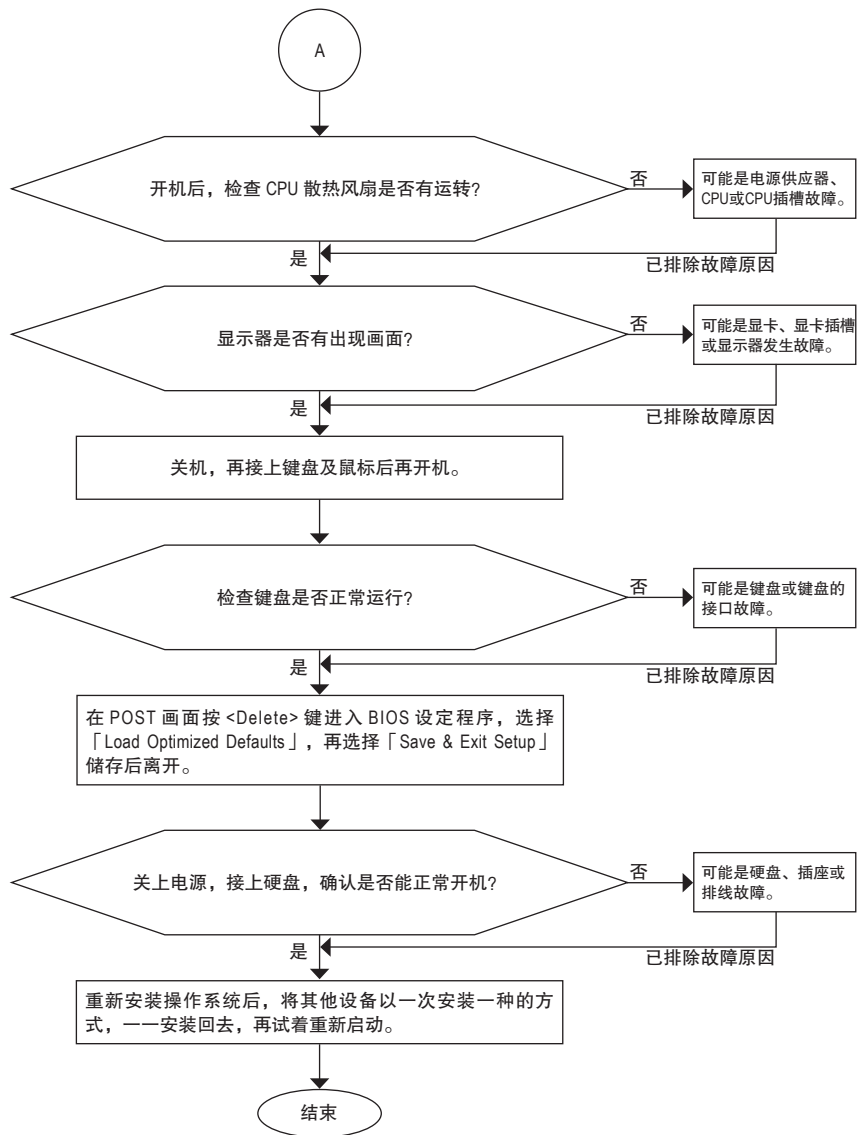 A
开机后，检查 CPU 散热风扇是否有运转?
否
可能是电源供应器、
CPU或CPU插槽故障。
是
已排除故障原因
显示器是否有出现画面?
否
可能是显卡、显卡插槽
或显示器发生故障。
是
已排除故障原因
关机，再接上键盘及鼠标后再开机。
检查键盘是否正常运行?
否
可能是键盘或键盘的
接口故障。
是
已排除故障原因
在 POST 画面按 <Delete> 键进入 BIOS 设定程序，选择
「Load Optimized Defaults」，再选择「Save & Exit Setup」
储存后离开。
关上电源，接上硬盘，确认是否能正常开机?
否
可能是硬盘、插座或
排线故障。
是
已排除故障原因
重新安装操作系统后，将其他设备以一次安装一种的方
式，一一安装回去，再试着重新启动。
结束